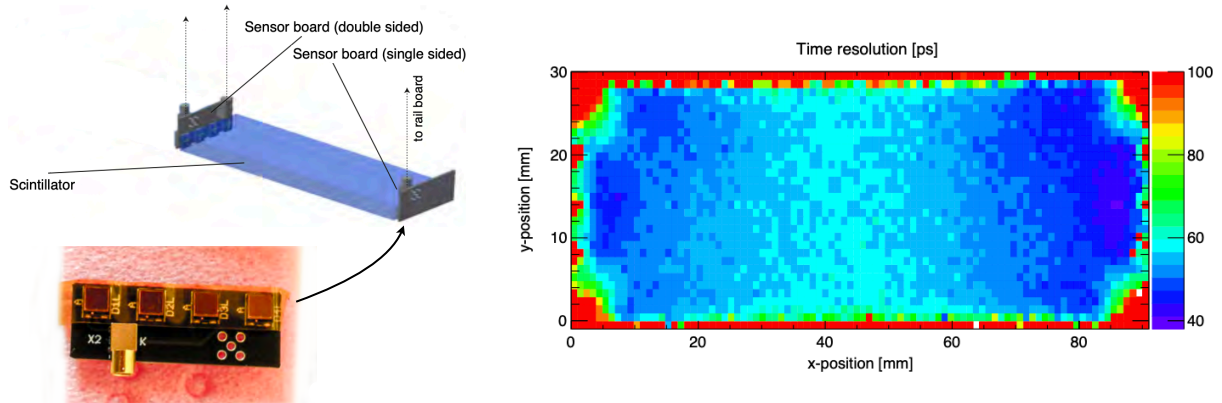 Sensor board (double sided)
Sensor board (single sided)
to rail board
Scintillator
A D1L A D2L A D3L A
X2 K
Time resolution [ps]
y-position [mm]
30
20
10
0
0 20 40 60 80
x-position [mm]
100
80
60
40